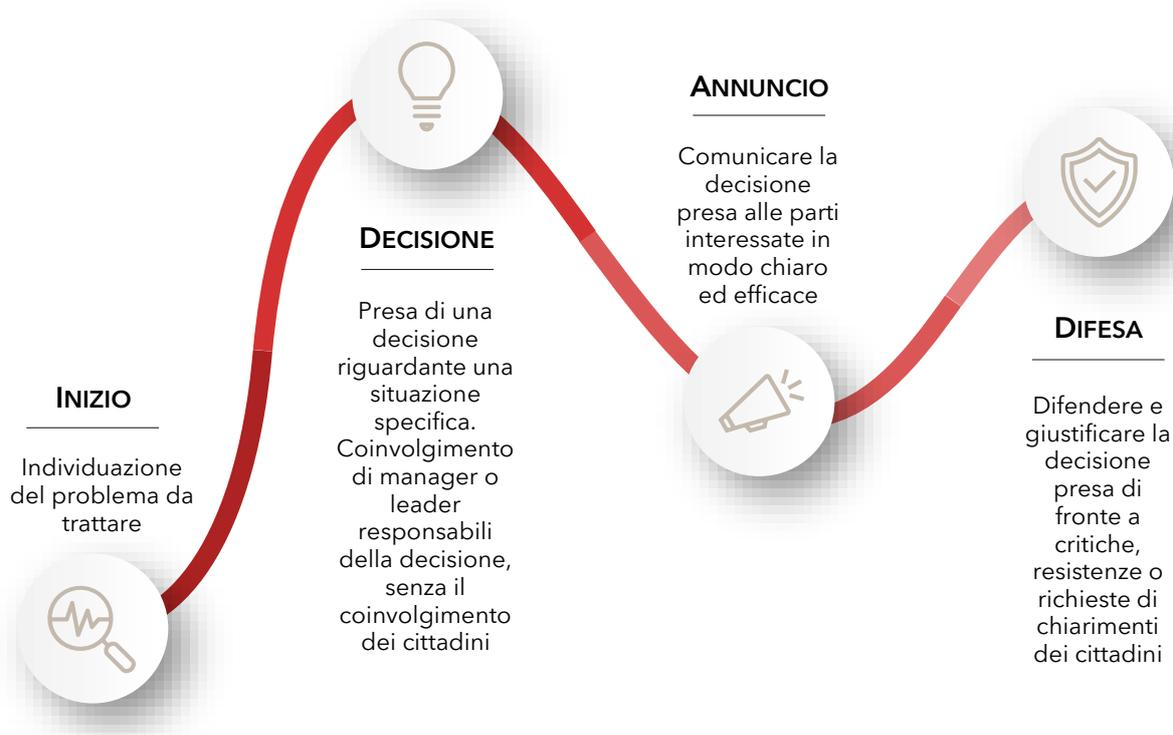 INIZIO
Individuazione
del problema da
trattare
DECISIONE
Presa di una
decisione
riguardante una
situazione
specifica.
Coinvolgimento
di manager o
leader
responsabili
della decisione,
senza il
coinvolgimento
dei cittadini
ANNUNCIO
Comunicare la
decisione
presa alle parti
interessate in
modo chiaro
ed efficace
DIFESA
Difendere e
giustificare la
decisione
presa di
fronte a
critiche,
resistenze o
richieste di
chiarimenti
dei cittadini